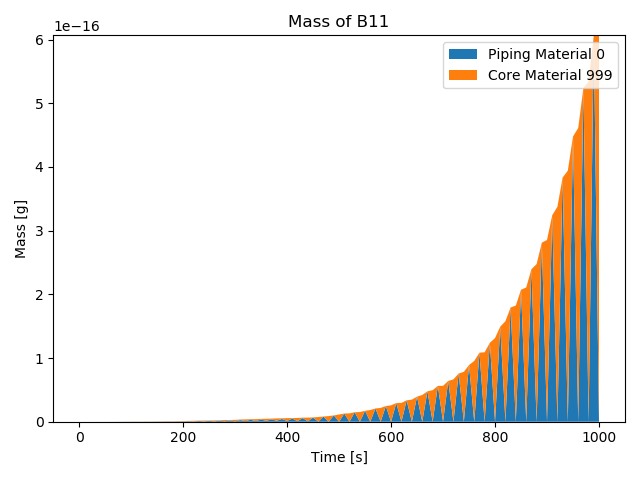 Mass of B11
1e−16
Piping Material 0
Core Material 999
6
5
4
3
2
1
0
Mass [g]
0 200 400 600 800 1000
Time [s]